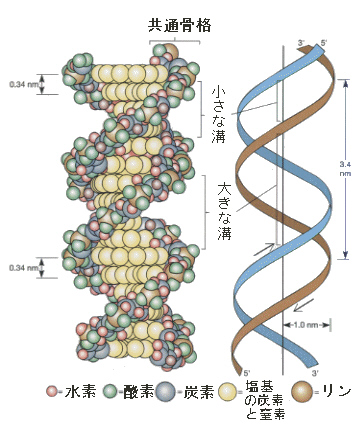 共通骨格
3' 5'
0.34 nm
小さな溝
3.4
nm
大きな溝
0.34 nm
1.0 nm
5' 3'
=水素 =酸素 =炭素 =塩基の炭素と窒素 =リン